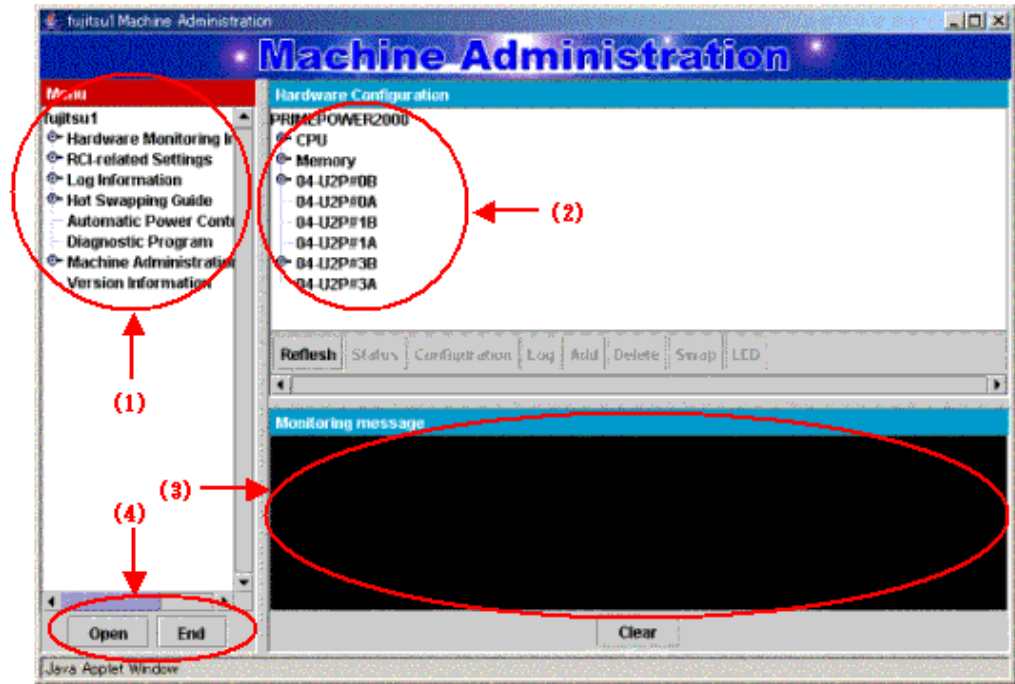 fujitsu1 Machine Administration
Machine Administration
Menu
fujitsu1
Hardware Monitoring Ir
RCI-related Settings
Log Information
Hot Swapping Guide
Automatic Power Contr
Diagnostic Program
Machine Administration
Version Information
(1)
(4)
Open End
Hardware Configuration
PRIMEPOWER2000
CPU
Memory
04-U2P#0B
04-U2P#0A
04-U2P#1B
04-U2P#1A
04-U2P#3B
04-U2P#3A
(2)
Reflesh Status Configuration Log Add Delete Swap LED
Monitoring message
(3)
Clear
Java Applet Window